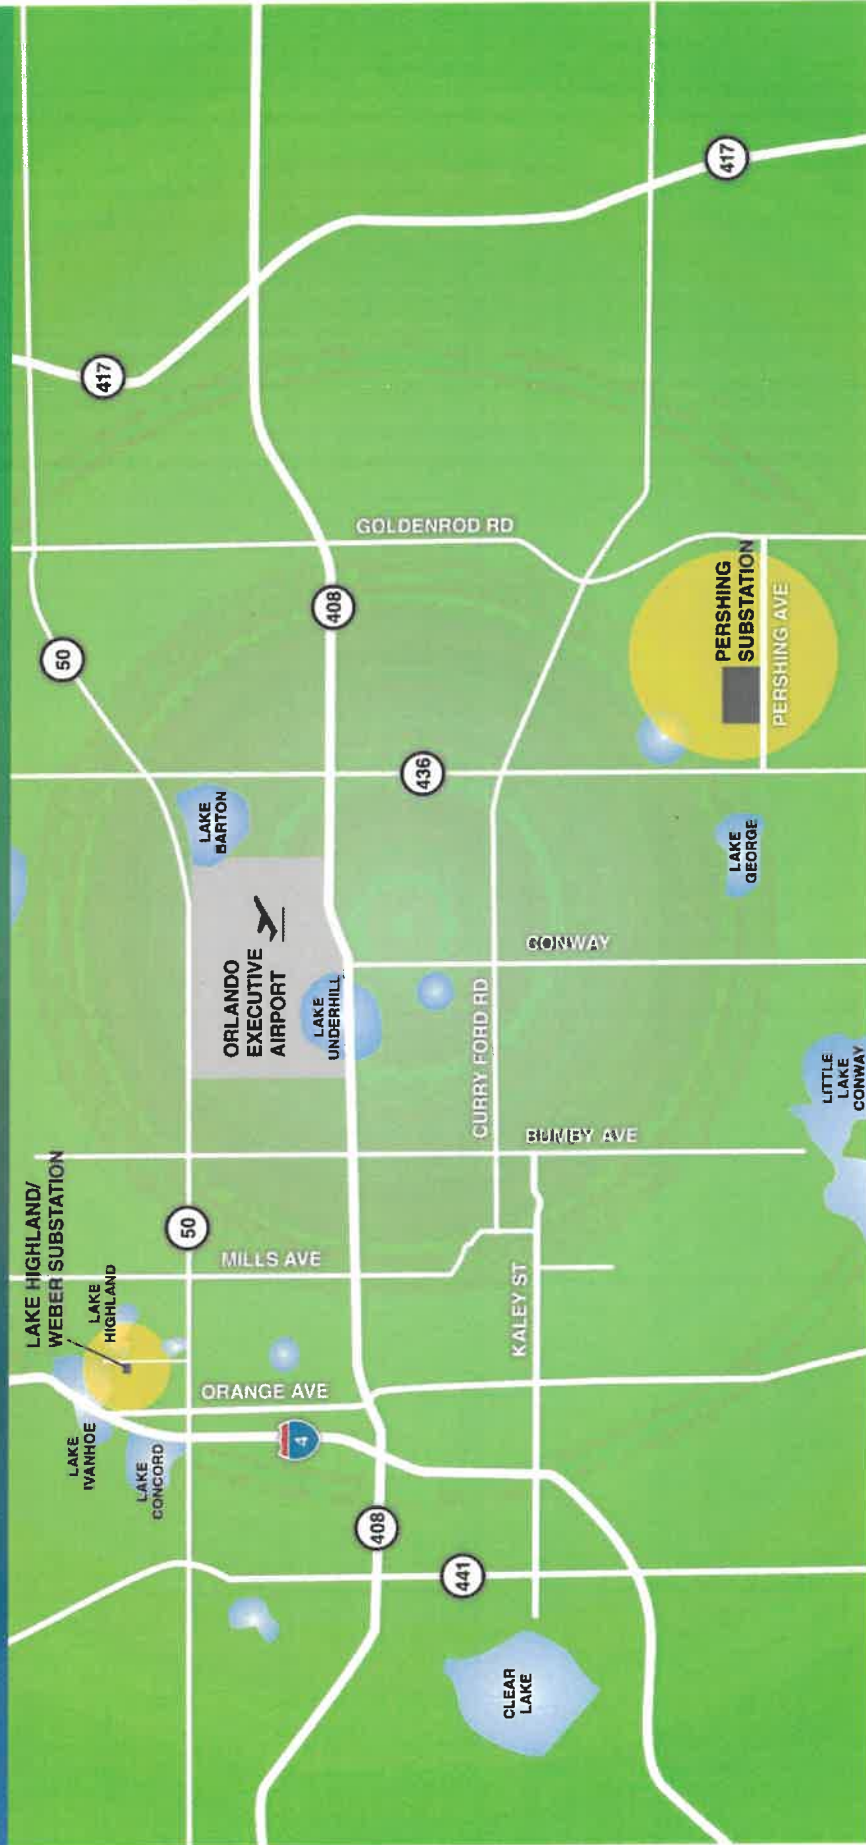 LAKE HIGHLAND/
WEBER SUBSTATION
LAKE
IVANHOE
LAKE
HIGHLAND
LAKE
CONCORD
50
417
50
MILLS AVE
ORANGE AVE
LAKE
BARTON
ORLANDO
EXECUTIVE
AIRPORT
4
LAKE
UNDERHILL
408
408
GOLDENROD RD
436
441
CURRY FORD RD
CLEAR
LAKE
KALEY ST
BUMBY AVE
CONWAY
PERSHING
SUBSTATION
417
LAKE
GEORGE
PERSHING AVE
LITTLE
LAKE
CONWAY